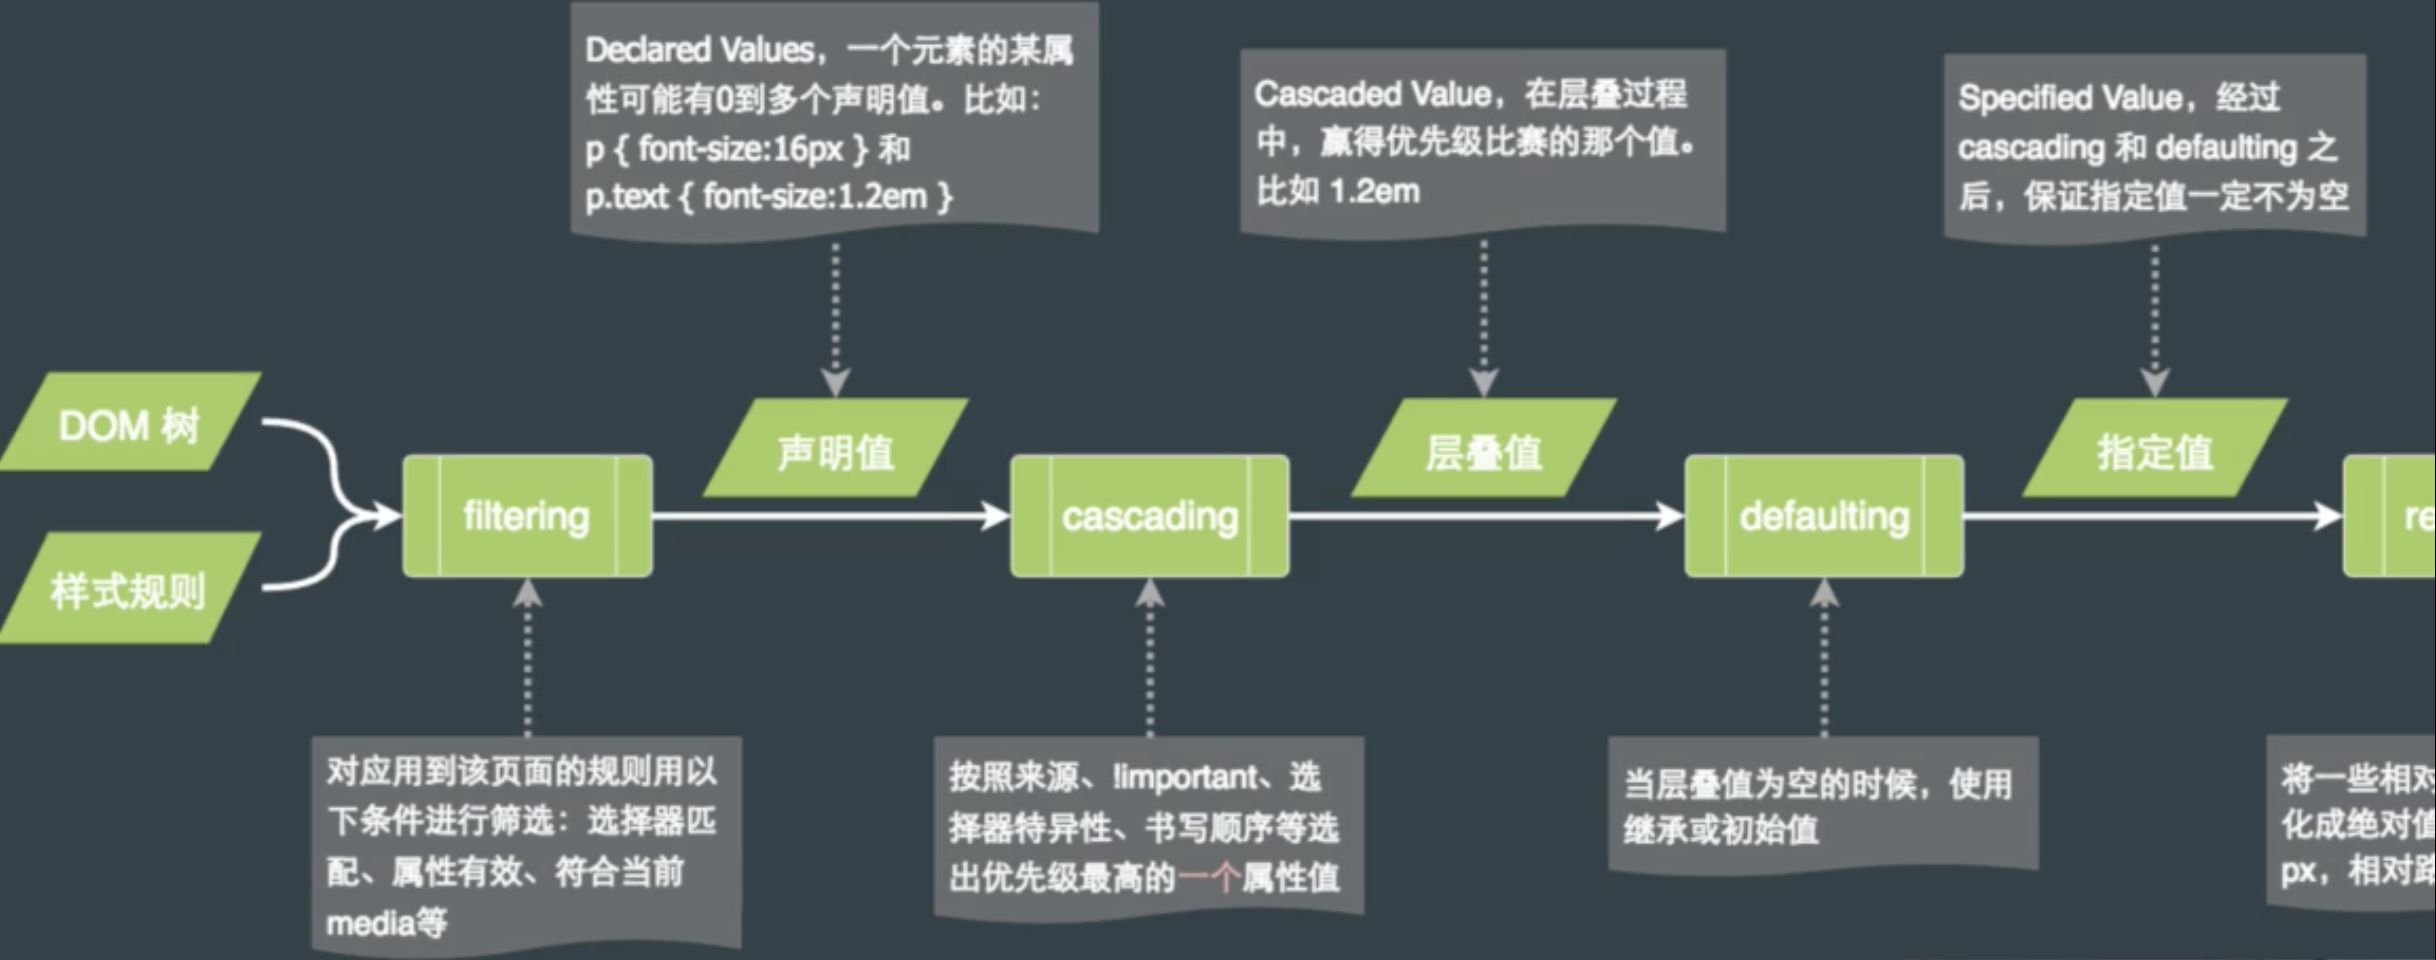 Declared Values，一个元素的某属
性可能有0到多个声明值。比如：
p { font-size:16px } 和
p.text { font-size:1.2em }
Cascaded Value，在层叠过程
中，赢得优先级比赛的那个值。
比如 1.2em
Specified Value，经过
cascading 和 defaulting 之
后，保证指定值一定不为空
DOM 树
样式规则
filtering
声明值
cascading
层叠值
defaulting
指定值
re
对应用到该页面的规则用以
下条件进行筛选：选择器匹
配、属性有效、符合当前
media等
按照来源、!important、选
择器特异性、书写顺序等选
出优先级最高的一个属性值
当层叠值为空的时候，使用
继承或初始值
将一些相对
化成绝对值
px，相对路